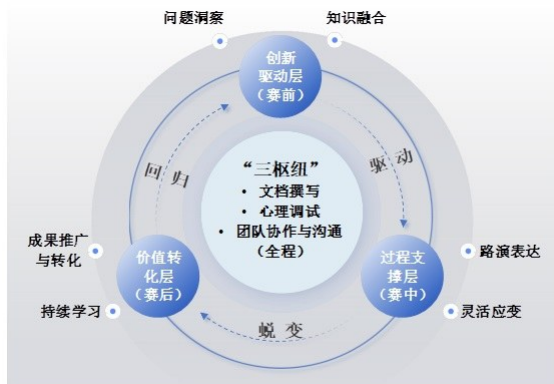 问题洞察
知识融合
创新
驱动层
（赛前）
回归
驱动
“三枢纽”
• 文档撰写
• 心理调试
• 团队协作与沟通
（全程）
成果推广
与转化
价值转
化层
（赛后）
过程支
撑层
（赛中）
路演表达
持续学习
灵活应变
蜕变